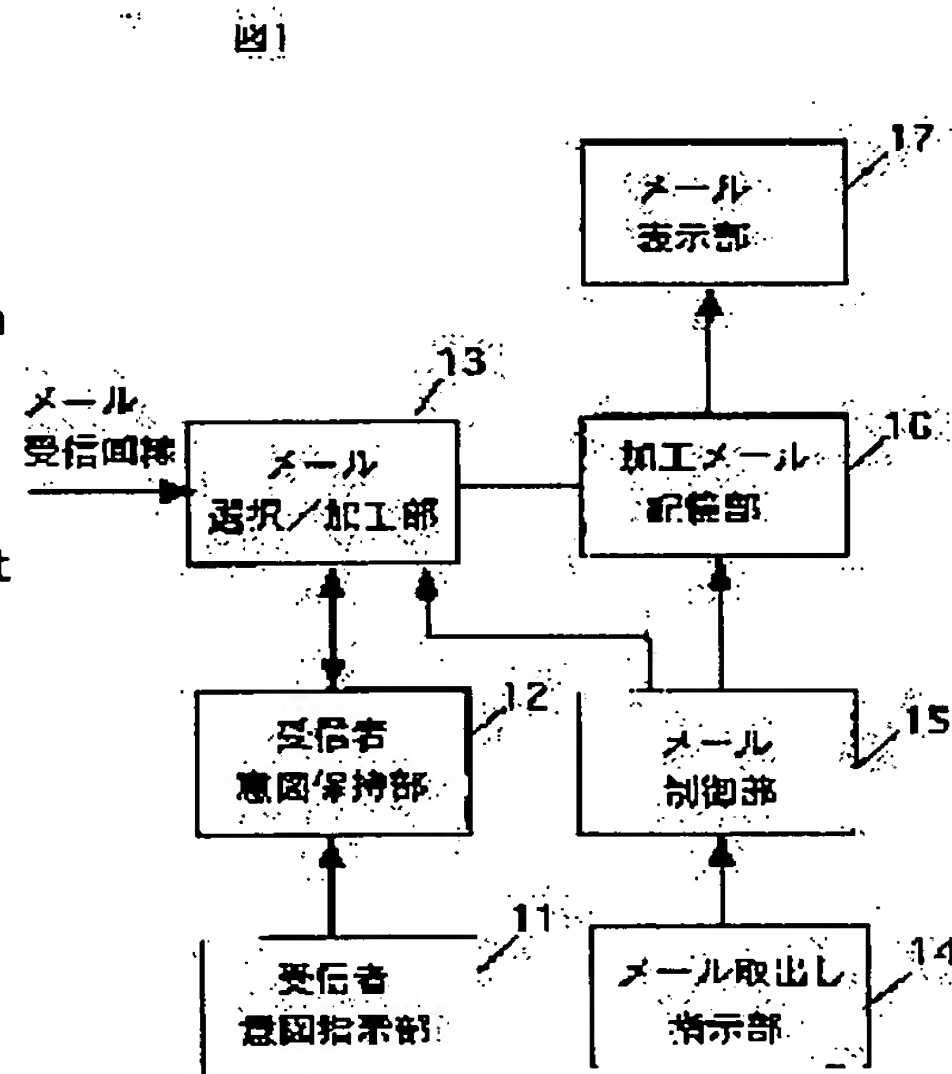 図1
17
メール
表示部
13
メール
受信回線
メール
選択/加工部
16
加工メール
記憶部
12
受信者
意図保持部
15
メール
制御部
11
受信者
意図指示部
14
メール取出し
指示部